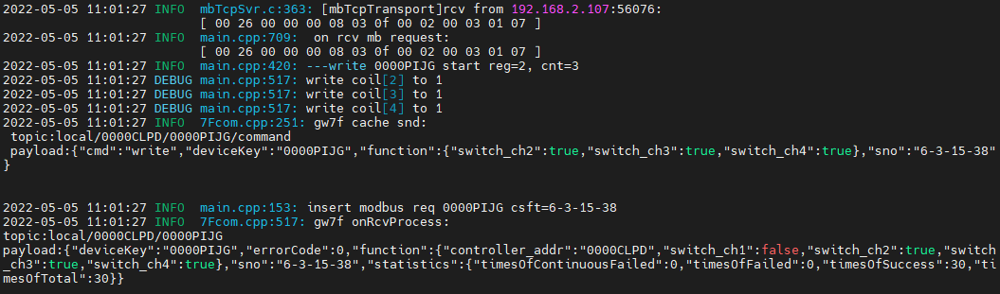 2022-05-05 11:01:27 INFO  mbTcpSvr.c:363: [mbTcpTransport]rcv from 192.168.2.107:56076:
[ 00 26 00 00 00 08 03 0f 00 02 00 03 01 07 ]
2022-05-05 11:01:27 INFO  main.cpp:709:  on rcv mb request:
[ 00 26 00 00 00 08 03 0f 00 02 00 03 01 07 ]
2022-05-05 11:01:27 INFO  main.cpp:420: ---write 0000PIJG start reg=2, cnt=3
2022-05-05 11:01:27 DEBUG main.cpp:517: write coil[2] to 1
2022-05-05 11:01:27 DEBUG main.cpp:517: write coil[3] to 1
2022-05-05 11:01:27 DEBUG main.cpp:517: write coil[4] to 1
2022-05-05 11:01:27 INFO  7Fcom.cpp:251: gw7f cache snd:
topic:local/0000CLPD/0000PIJG/command
payload:{"cmd":"write","deviceKey":"0000PIJG","function":{"switch_ch2":true,"switch_ch3":true,"switch_ch4":true},"sno":"6-3-15-38"
}
2022-05-05 11:01:27 INFO  main.cpp:153: insert modbus req 0000PIJG csft=6-3-15-38
2022-05-05 11:01:27 INFO  7Fcom.cpp:517: gw7f onRcvProcess:
topic:local/0000CLPD/0000PIJG
payload:{"deviceKey":"0000PIJG","errorCode":0,"function":{"controller_addr":"0000CLPD","switch_ch1":false,"switch_ch2":true,"switch
_ch3":true,"switch_ch4":true},"sno":"6-3-15-38","statistics":{"timesOfContinuousFailed":0,"timesOfFailed":0,"timesOfSuccess":30,"ti
mesOfTotal":30}}